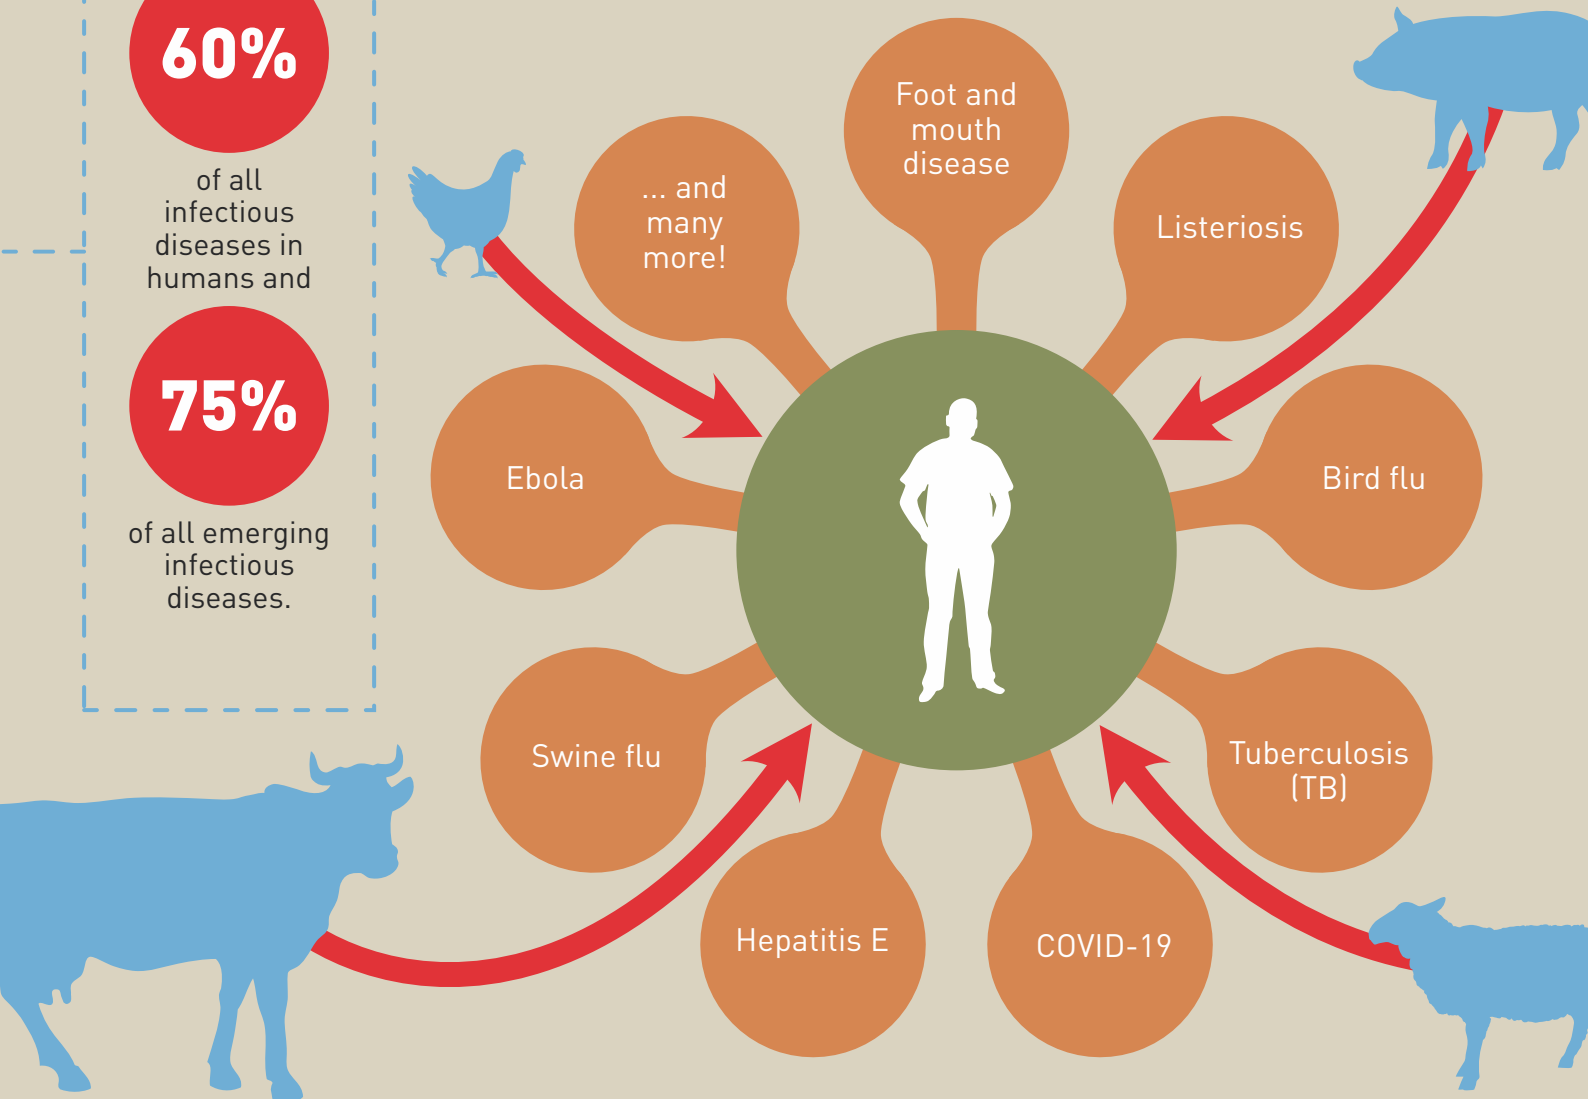 60%
of all
infectious
diseases in
humans and
75%
of all emerging
infectious
diseases.
Foot and
mouth
disease
... and
many
more!
Listeriosis
Ebola
Bird flu
Swine flu
Tuberculosis
(TB)
Hepatitis E
COVID-19